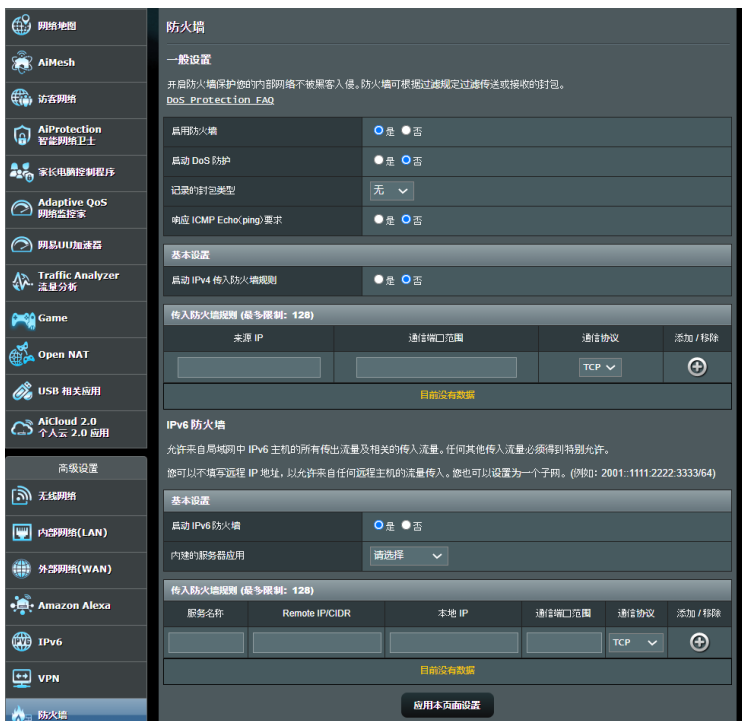 网络地图
AiMesh
访客网络
AiProtection
智能网络卫士
家长电脑控制程序
Adaptive QoS
网络监控家
网易UU加速器
Traffic Analyzer
流量分析
Game
Open NAT
USB 相关应用
AiCloud 2.0
个人云 2.0 应用
高级设置
无线网络
内部网络(LAN)
外部网络(WAN)
Amazon Alexa
IPv6
VPN
防火墙
防火墙
一般设置
开启防火墙保护您的内部网络不被黑客入侵。防火墙可根据过滤规定过滤传送或接收的封包。
DoS Protection FAQ
启用防火墙 是 否
启动 DoS 防护 是 否
记录的封包类型 无
响应 ICMP Echo(ping)要求 是 否
基本设置
启动 IPv4 传入防火墙规则 是 否
传入防火墙规则 (最多限制: 128)
来源 IP 通信端口范围 通信协议 添加 / 移除
TCP
目前没有数据
IPv6 防火墙
允许来自局域网中 IPv6 主机的所有传出流量及相关的传入流量。任何其他传入流量必须得到特别允许。
您可以不填写远程 IP 地址, 以允许来自任何远程主机的流量传入。您也可以设置为一个子网。(例如: 2001::1111:2222:3333/64)
基本设置
启动 IPv6 防火墙 是 否
内建的服务器应用 请选择
传入防火墙规则 (最多限制: 128)
服务名称 Remote IP/CIDR 本地 IP 通信端口范围 通信协议 添加 / 移除
TCP
目前没有数据
应用本页面设置